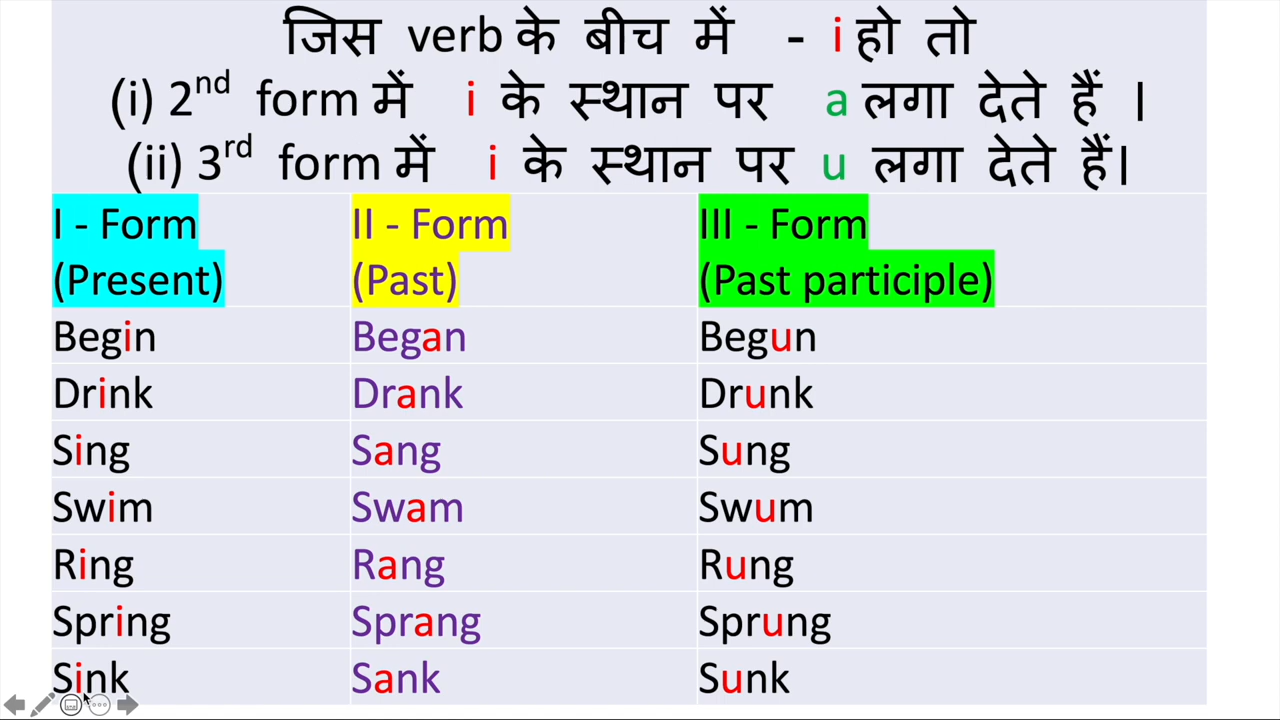 जिस verb के बीच में - i हो तो
(i) 2nd form में i के स्थान पर a लगा देते हैं ।
(ii) 3rd form में i के स्थान पर u लगा देते हैं।
I - Form II - Form III - Form
(Present) (Past) (Past participle)
Begin Began Begun
Drink Drank Drunk
Sing Sang Sung
Swim Swam Swum
Ring Rang Rung
Spring Sprang Sprung
Sink Sank Sunk